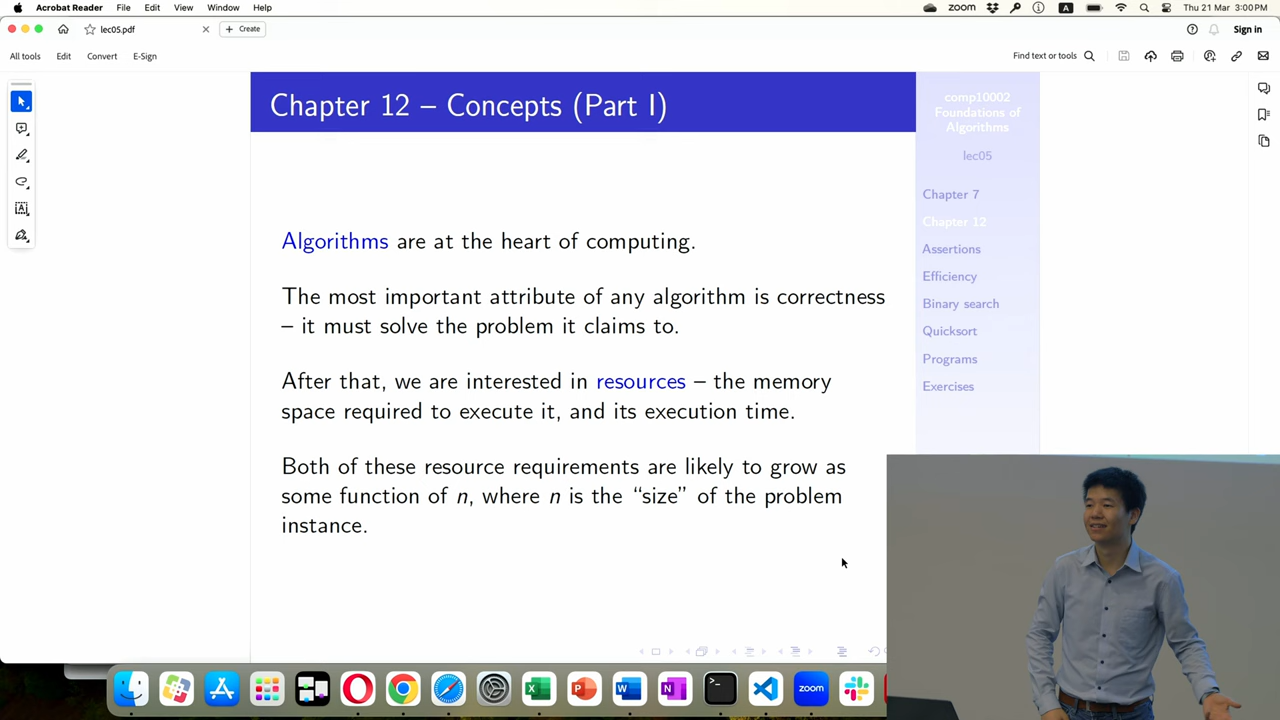 Acrobat Reader File Edit View Window Help
zoom
A
Thu 21 Mar 3:00 PM
lec05.pdf
+ Create
Sign in
All tools Edit Convert E-Sign
Find text or tools
Chapter 12 – Concepts (Part I)
Algorithms are at the heart of computing.
The most important attribute of any algorithm is correctness
– it must solve the problem it claims to.
After that, we are interested in resources – the memory
space required to execute it, and its execution time.
Both of these resource requirements are likely to grow as
some function of n, where n is the “size” of the problem
instance.
comp10002
Foundations of
Algorithms
lec05
Chapter 7
Chapter 12
Assertions
Efficiency
Binary search
Quicksort
Programs
Exercises
X
P
W
N
zoom